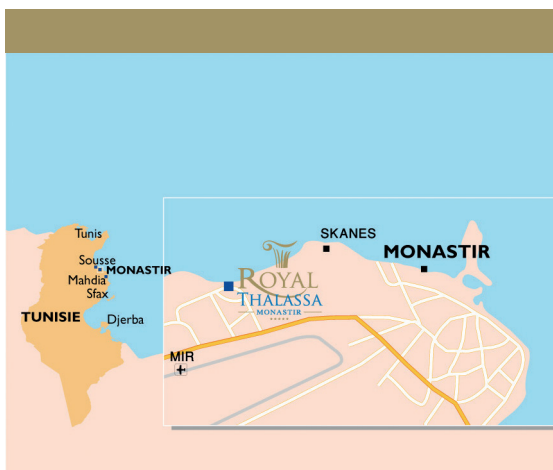 SKANES
MONASTIR
Tunis
Sousse
MONASTIR
Mahdia
Sfax
TUNISIE
Djerba
ROYAL
THALASSA
MONASTIR
MIR